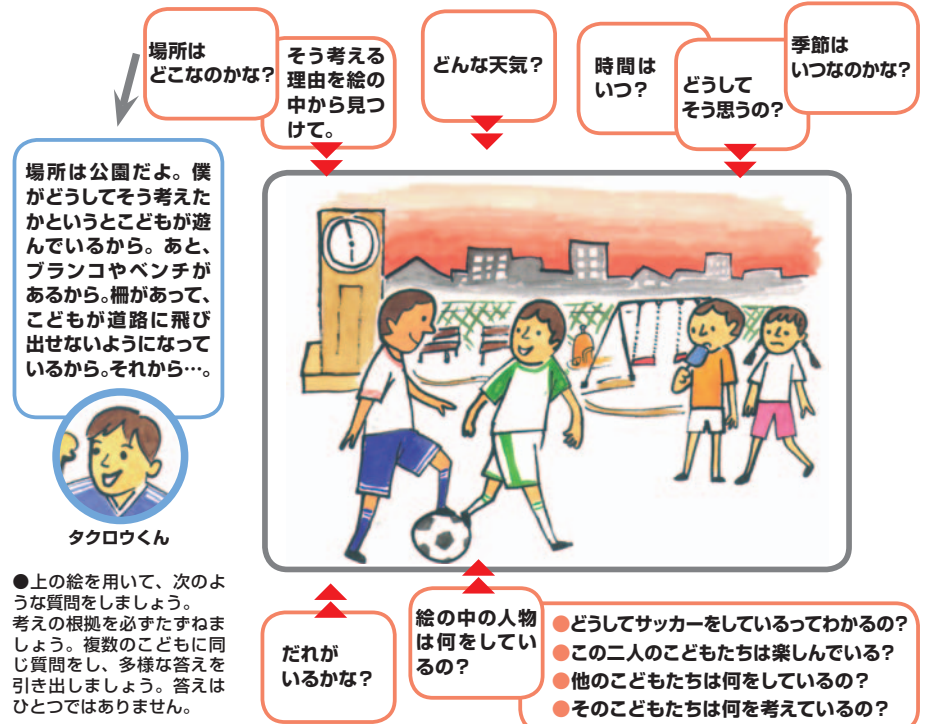 場所は
どこなのかな?
そう考える
理由を絵の
中から見つ
けて。
どんな天気?
時間は
いつ?
どうして
そう思うの?
季節は
いつなのかな?
場所は公園だよ。僕
がどうしてそう考えた
かというとこどもが遊
んでいるから。あと、
ブランコやベンチが
あるから。柵があって、
こどもが道路に飛び
出せないようになって
いるから。それから…。
タクロウくん
●上の絵を用いて、次のよ
うな質問をしましょう。
考えの根拠を必ずたずねま
しょう。複数のこどもに同
じ質問をし、多様な答えを
引き出しましょう。答えは
ひとつではありません。
だれが
いるかな?
絵の中の人物
は何をしてい
るの?
●どうしてサッカーをしているってわかるの?
●この二人のこどもたちは楽しんでいる?
●他のこどもたちは何をしているの?
●そのこどもたちは何を考えているの?